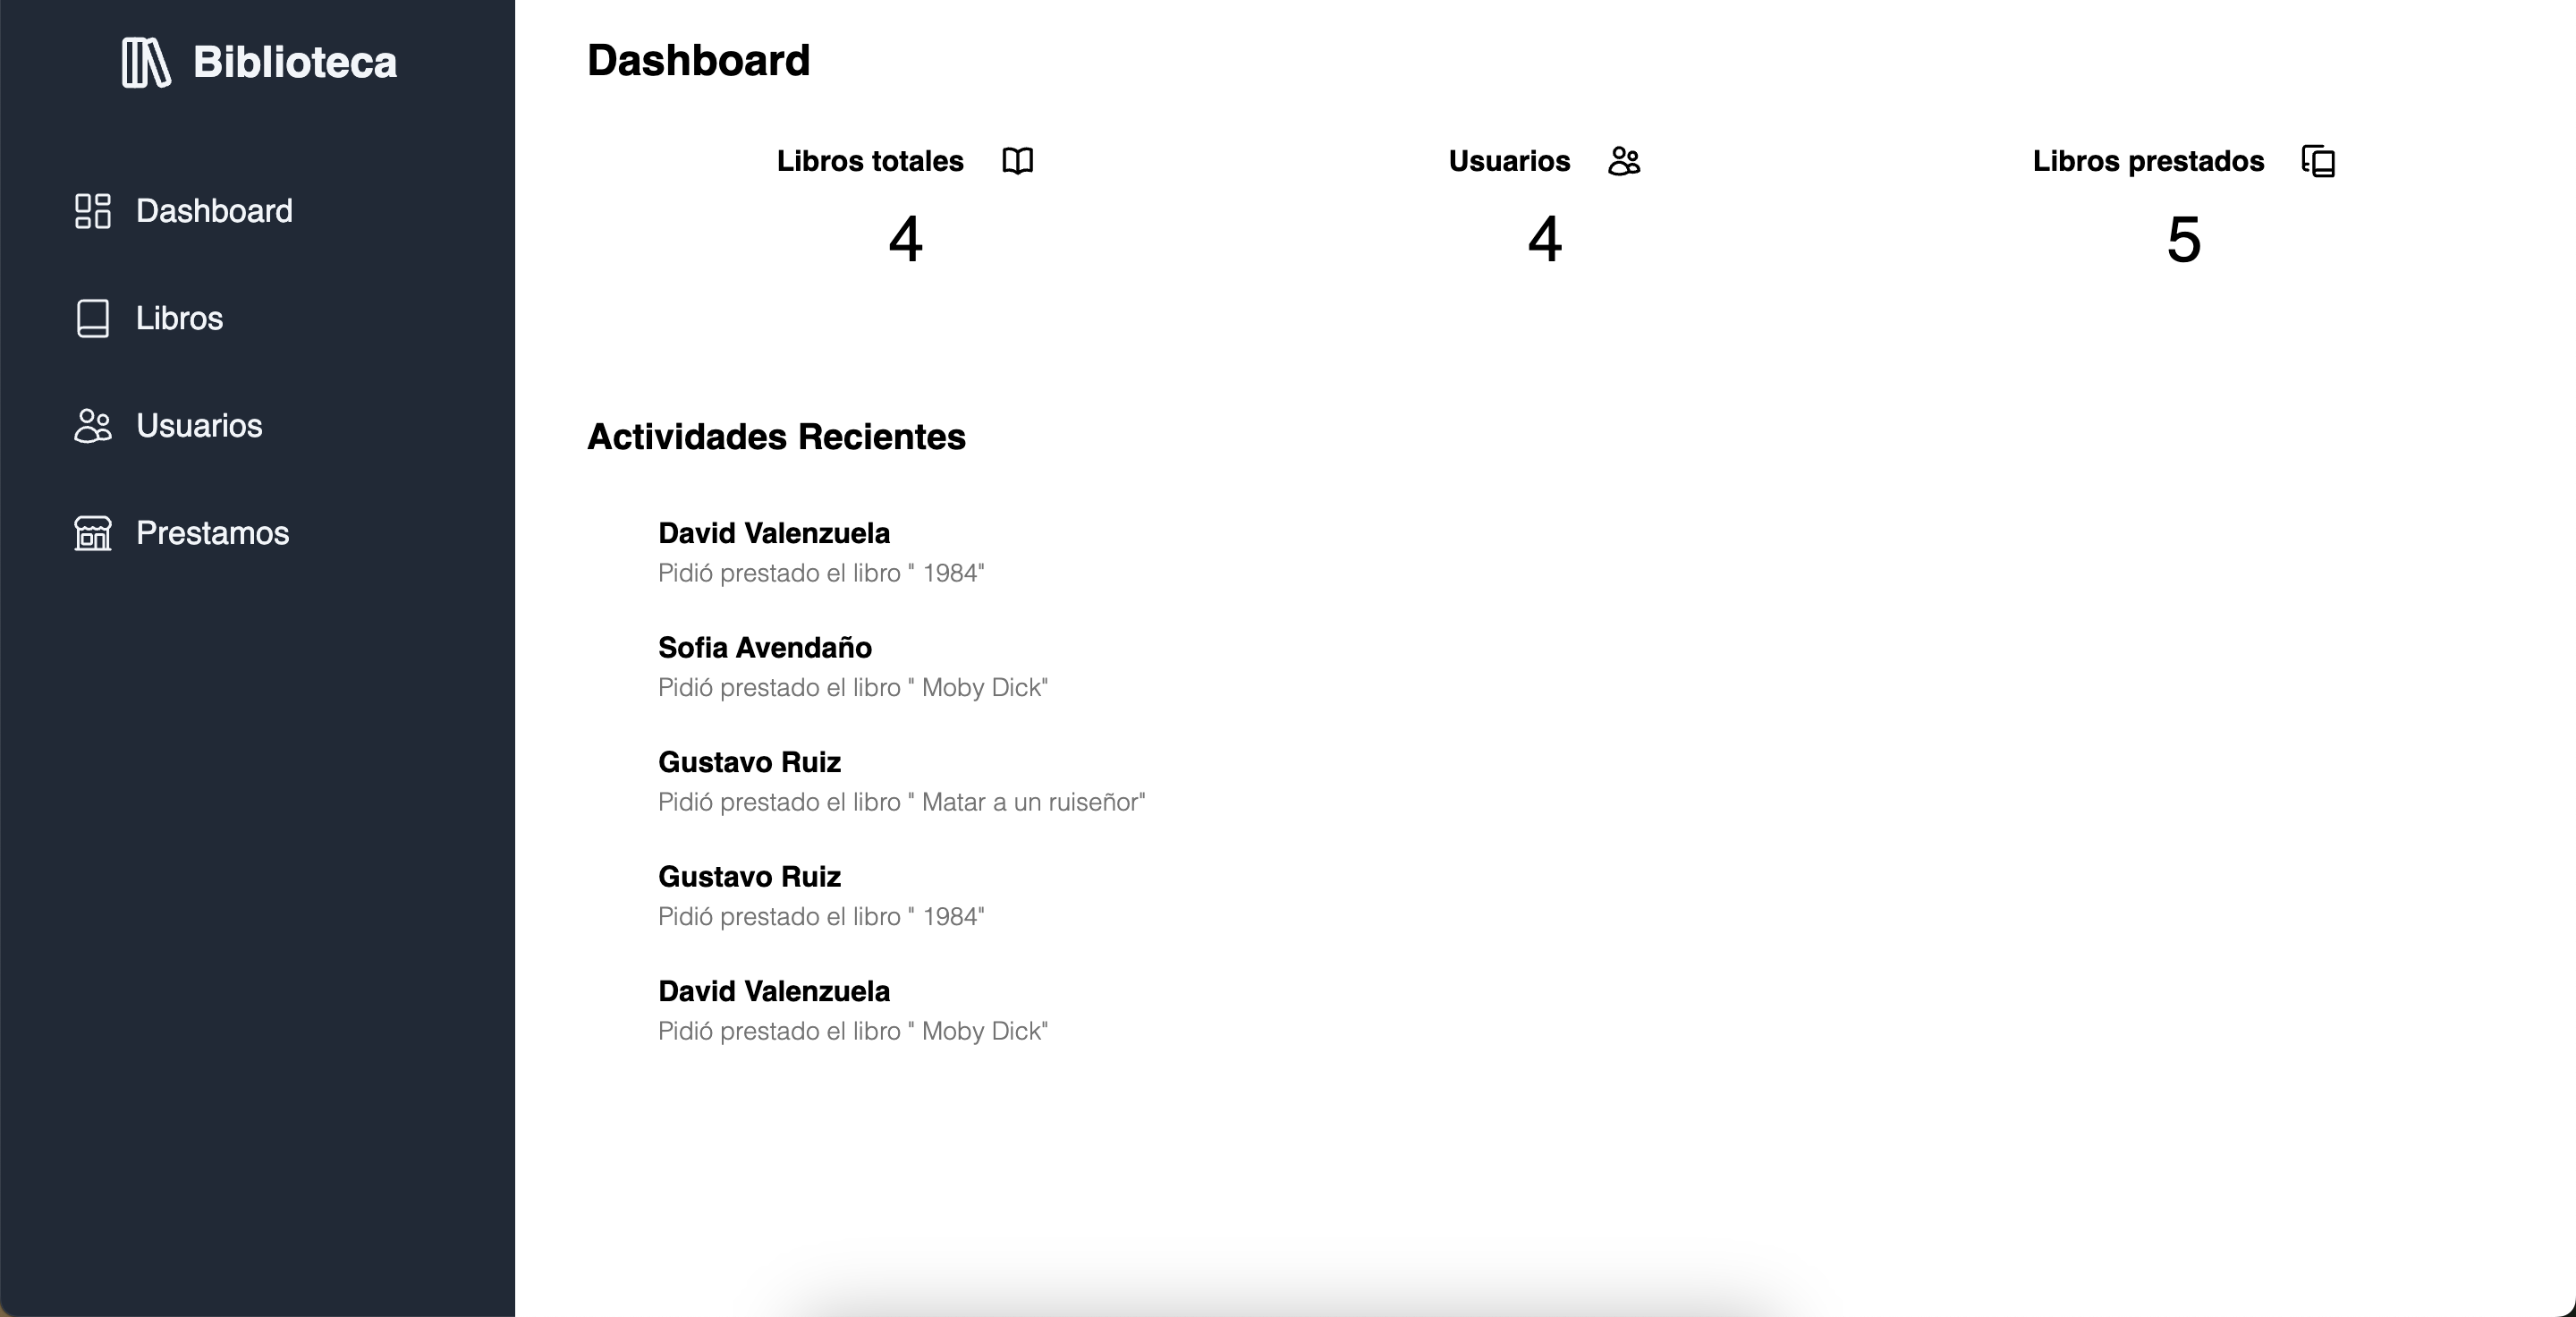 Biblioteca
Dashboard
Libros
Usuarios
Prestamos
Dashboard
Libros totales
4
Usuarios
4
Libros prestados
5
Actividades Recientes
David Valenzuela
Pidió prestado el libro " 1984"
Sofia Avendaño
Pidió prestado el libro " Moby Dick"
Gustavo Ruiz
Pidió prestado el libro " Matar a un ruiseñor"
Gustavo Ruiz
Pidió prestado el libro " 1984"
David Valenzuela
Pidió prestado el libro " Moby Dick"